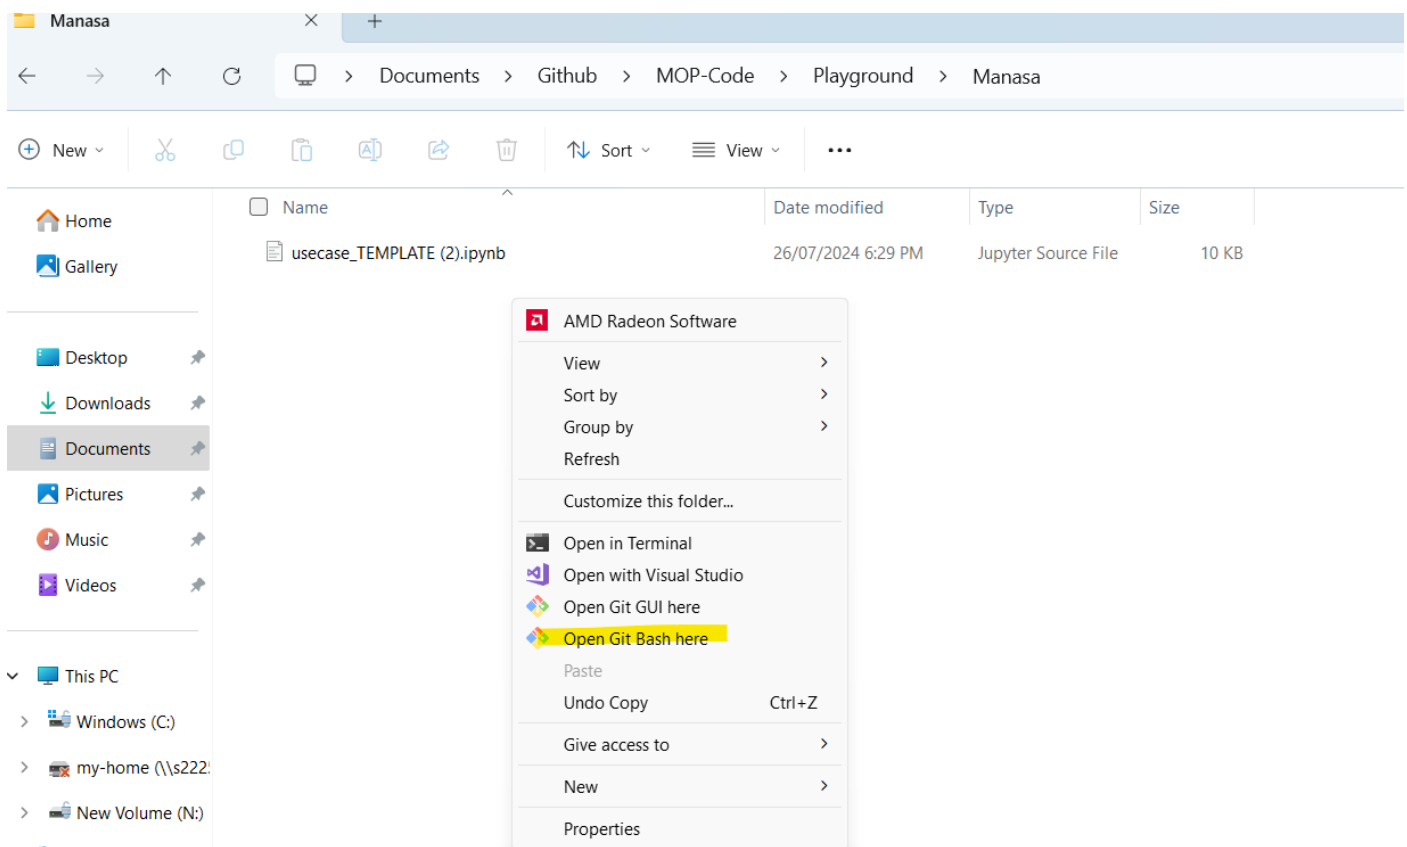 Manasa
Documents > Github > MOP-Code > Playground > Manasa
New
Sort
View
Name
Date modified
Type
Size
usecase_TEMPLATE (2).ipynb
26/07/2024 6:29 PM
Jupyter Source File
10 KB
Home
Gallery
Desktop
Downloads
Documents
Pictures
Music
Videos
This PC
Windows (C:)
my-home (\\s222
New Volume (N:)
AMD Radeon Software
View
Sort by
Group by
Refresh
Customize this folder...
Open in Terminal
Open with Visual Studio
Open Git GUI here
Open Git Bash here
Paste
Undo Copy Ctrl+Z
Give access to
New
Properties